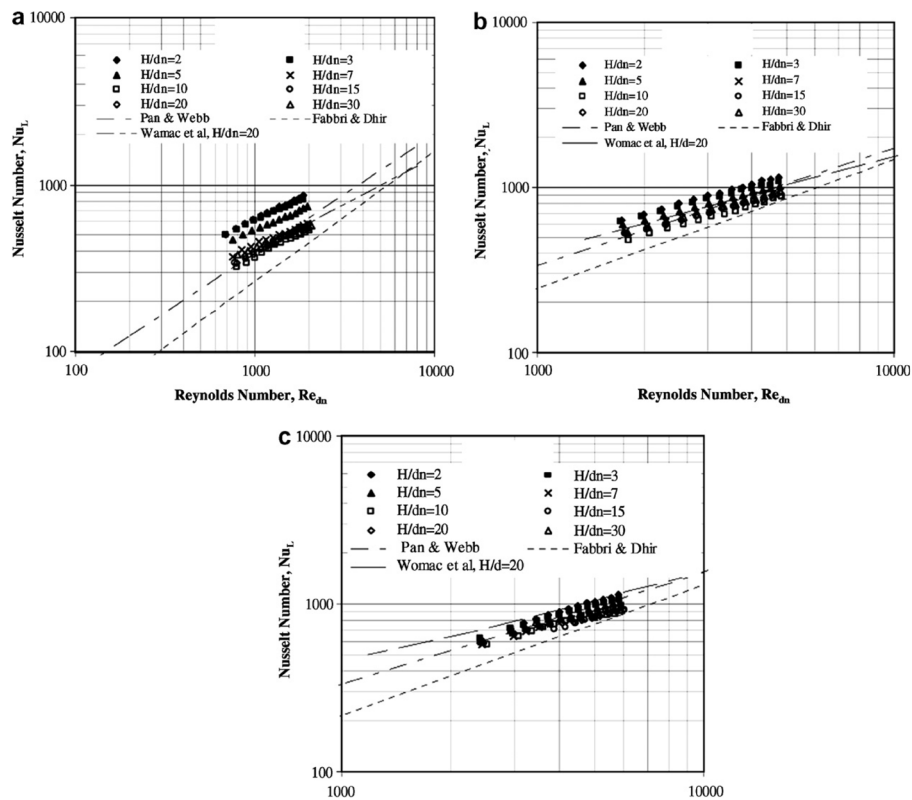 a
10000
H/dn=2
H/dn=3
H/dn=5
H/dn=7
H/dn=10
H/dn=15
H/dn=20
H/dn=30
Pan & Webb
Fabbri & Dhir
Wamac et al, H/dn=20
1000
100
Nusselt Number, NuL
100
1000
10000
Reynolds Number, Redn
b
10000
H/dn=2
H/dn=3
H/dn=5
H/dn=7
H/dn=10
H/dn=15
H/dn=20
H/dn=30
Pan & Webb
Fabbri & Dhir
Womac et al, H/d=20
1000
100
Nusselt Number, NuL
1000
10000
Reynolds Number, Redn
c
10000
H/dn=2
H/dn=3
H/dn=5
H/dn=7
H/dn=10
H/dn=15
H/dn=20
H/dn=30
Pan & Webb
Fabbri & Dhir
Womac et al, H/d=20
1000
100
Nusselt Number, NuL
1000
10000